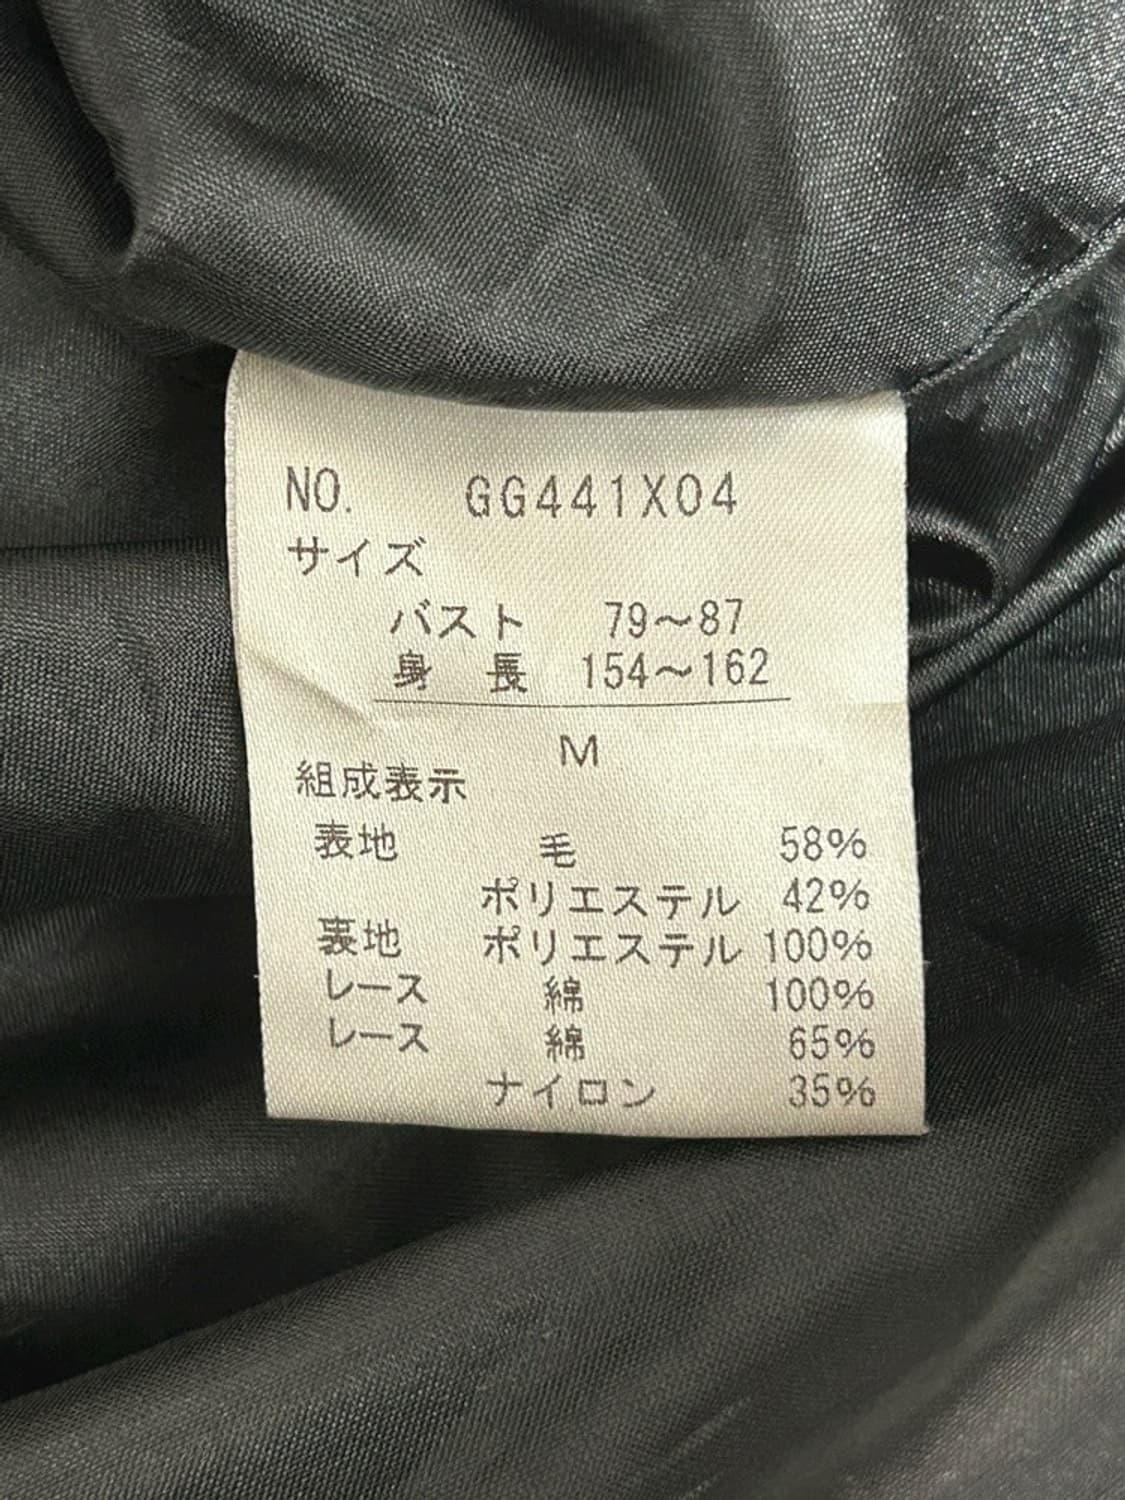 NO. GG441X04
サイズ
バスト 79～87
身長 154～162
M
組成表示
表地 毛 58%
ポリエステル 42%
裏地 ポリエステル 100%
レース 綿 100%
レース 綿 65%
ナイロン 35%